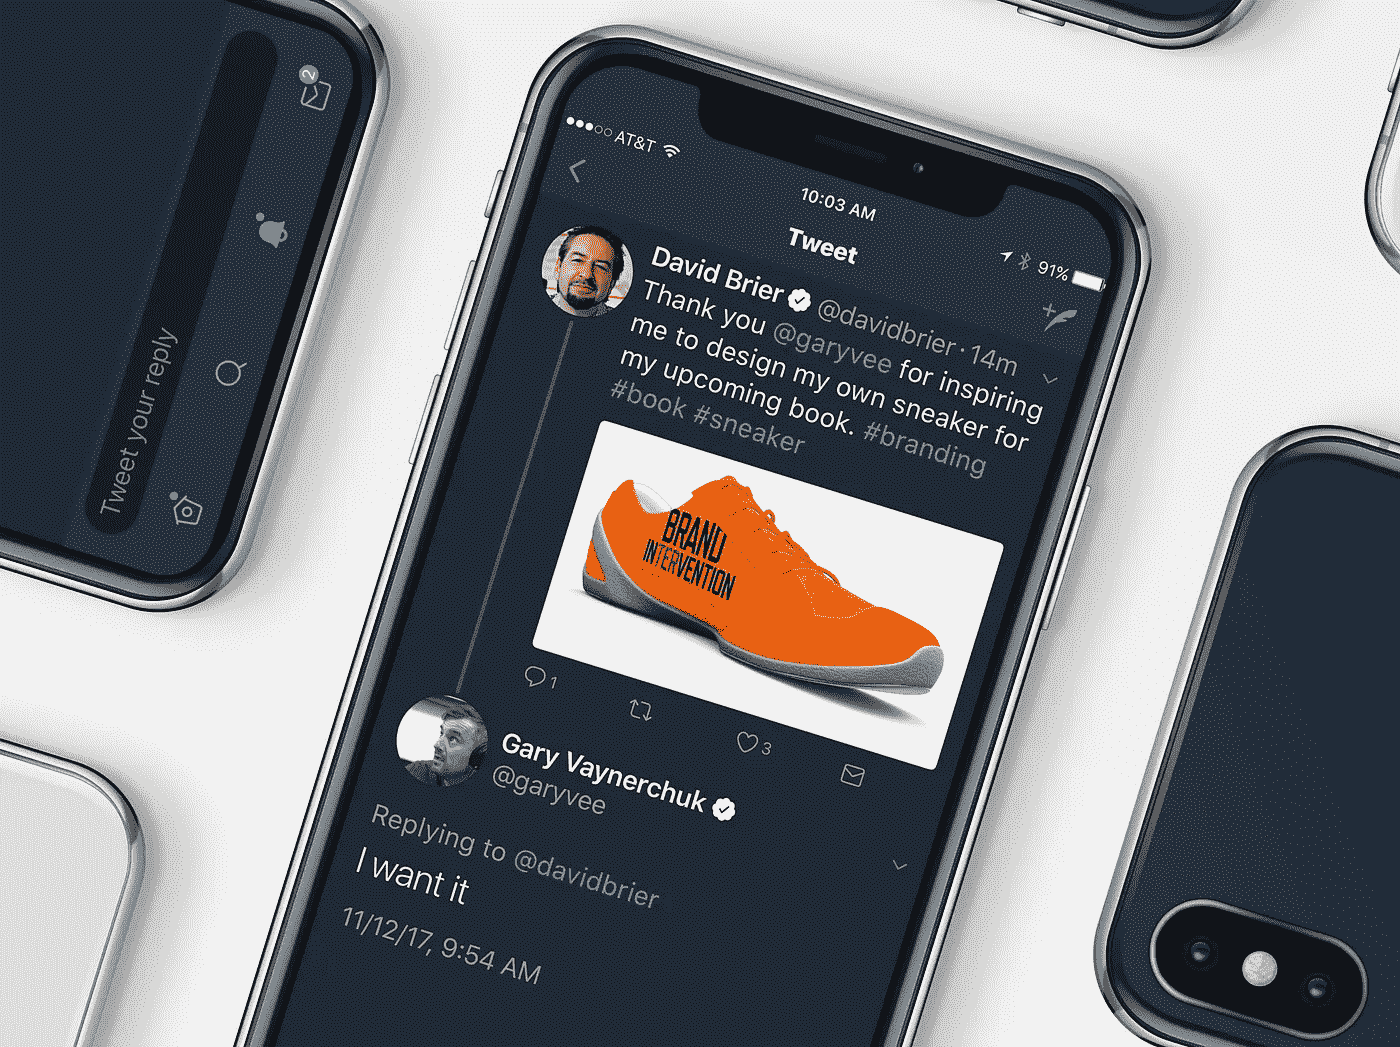 2
Tweet your reply
AT&T
10:03 AM
91%
Tweet
David Brier @davidbrier · 14m
Thank you @garyvee for inspiring
me to design my own sneaker for
my upcoming book. #branding
#book #sneaker
BRAND
INTERVENTION
1
3
Gary Vaynerchuk
@garyvee
Replying to @davidbrier
I want it
11/12/17, 9:54 AM